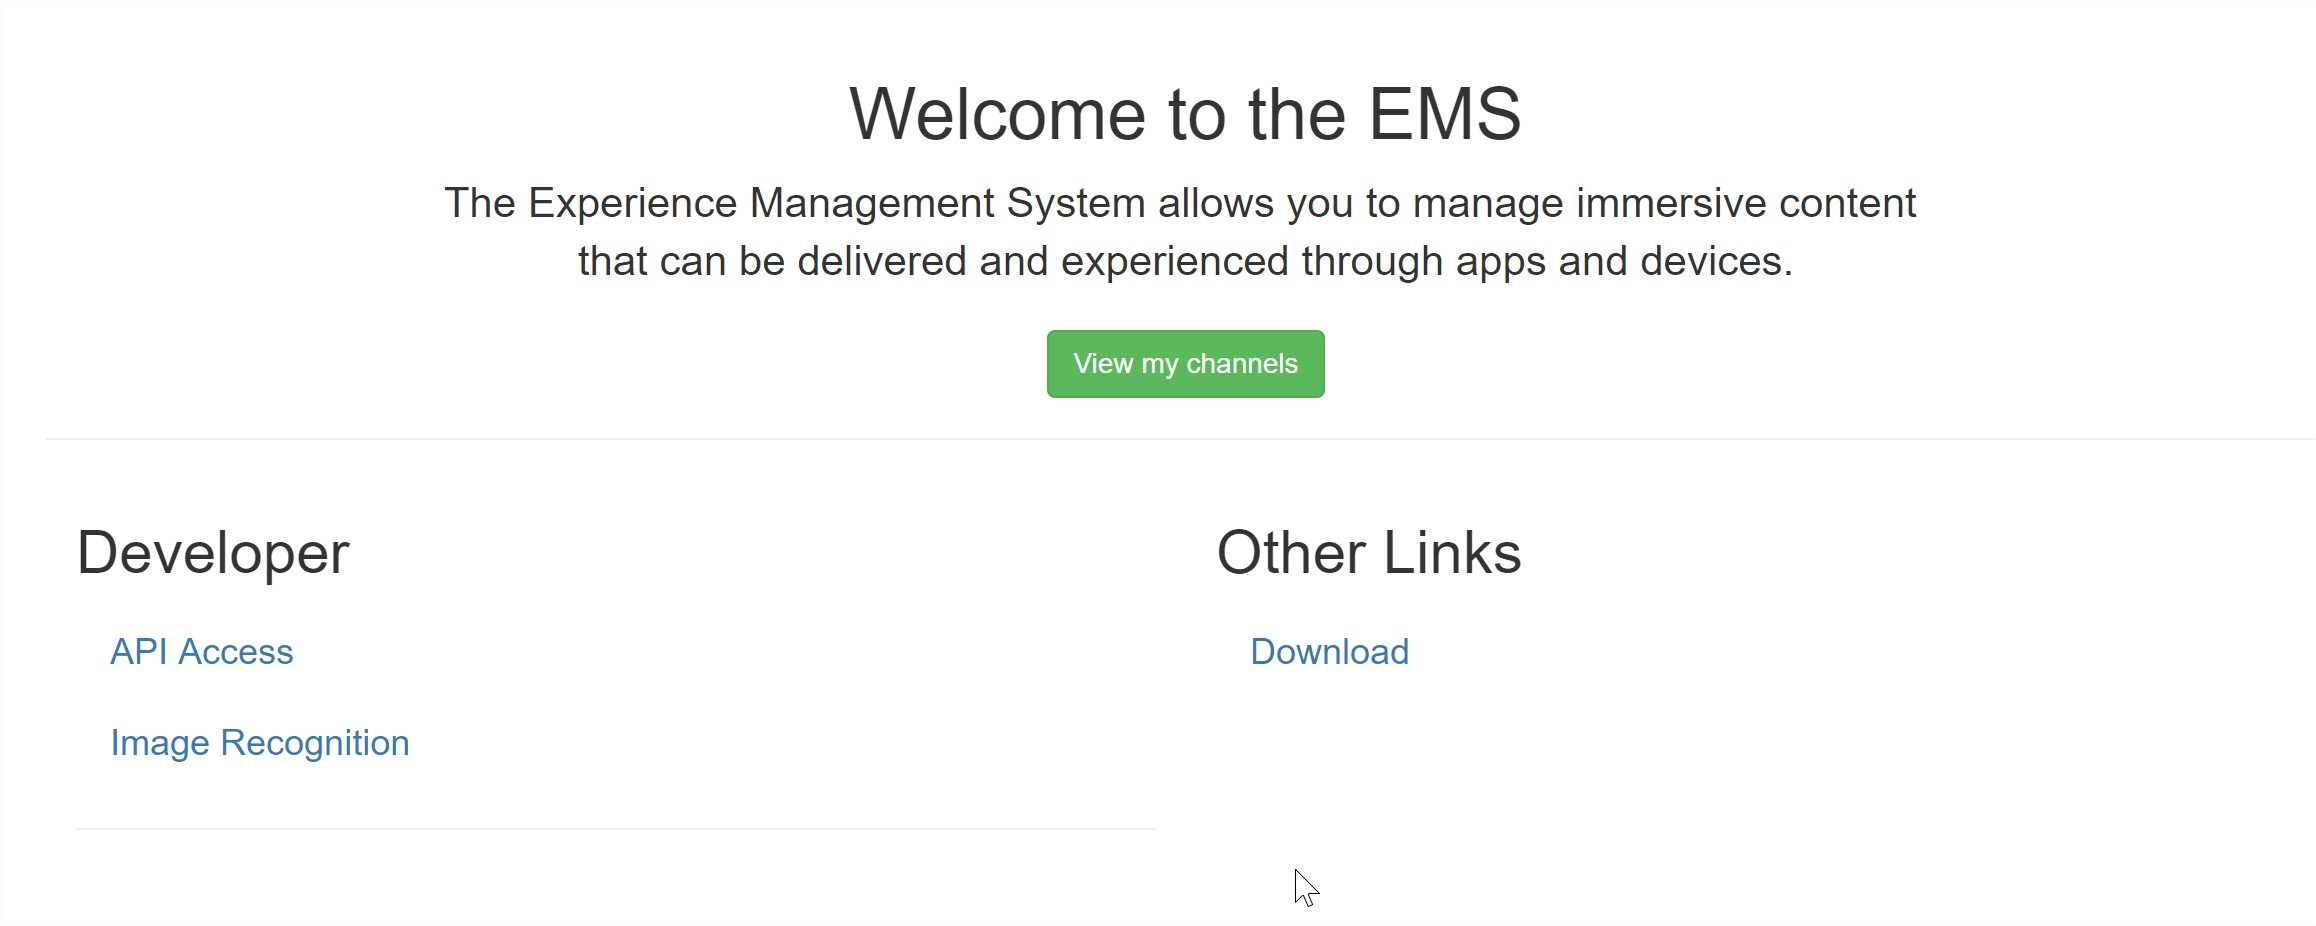 Welcome to the EMS
The Experience Management System allows you to manage immersive content
that can be delivered and experienced through apps and devices.
View my channels
Developer
API Access
Image Recognition
Other Links
Download